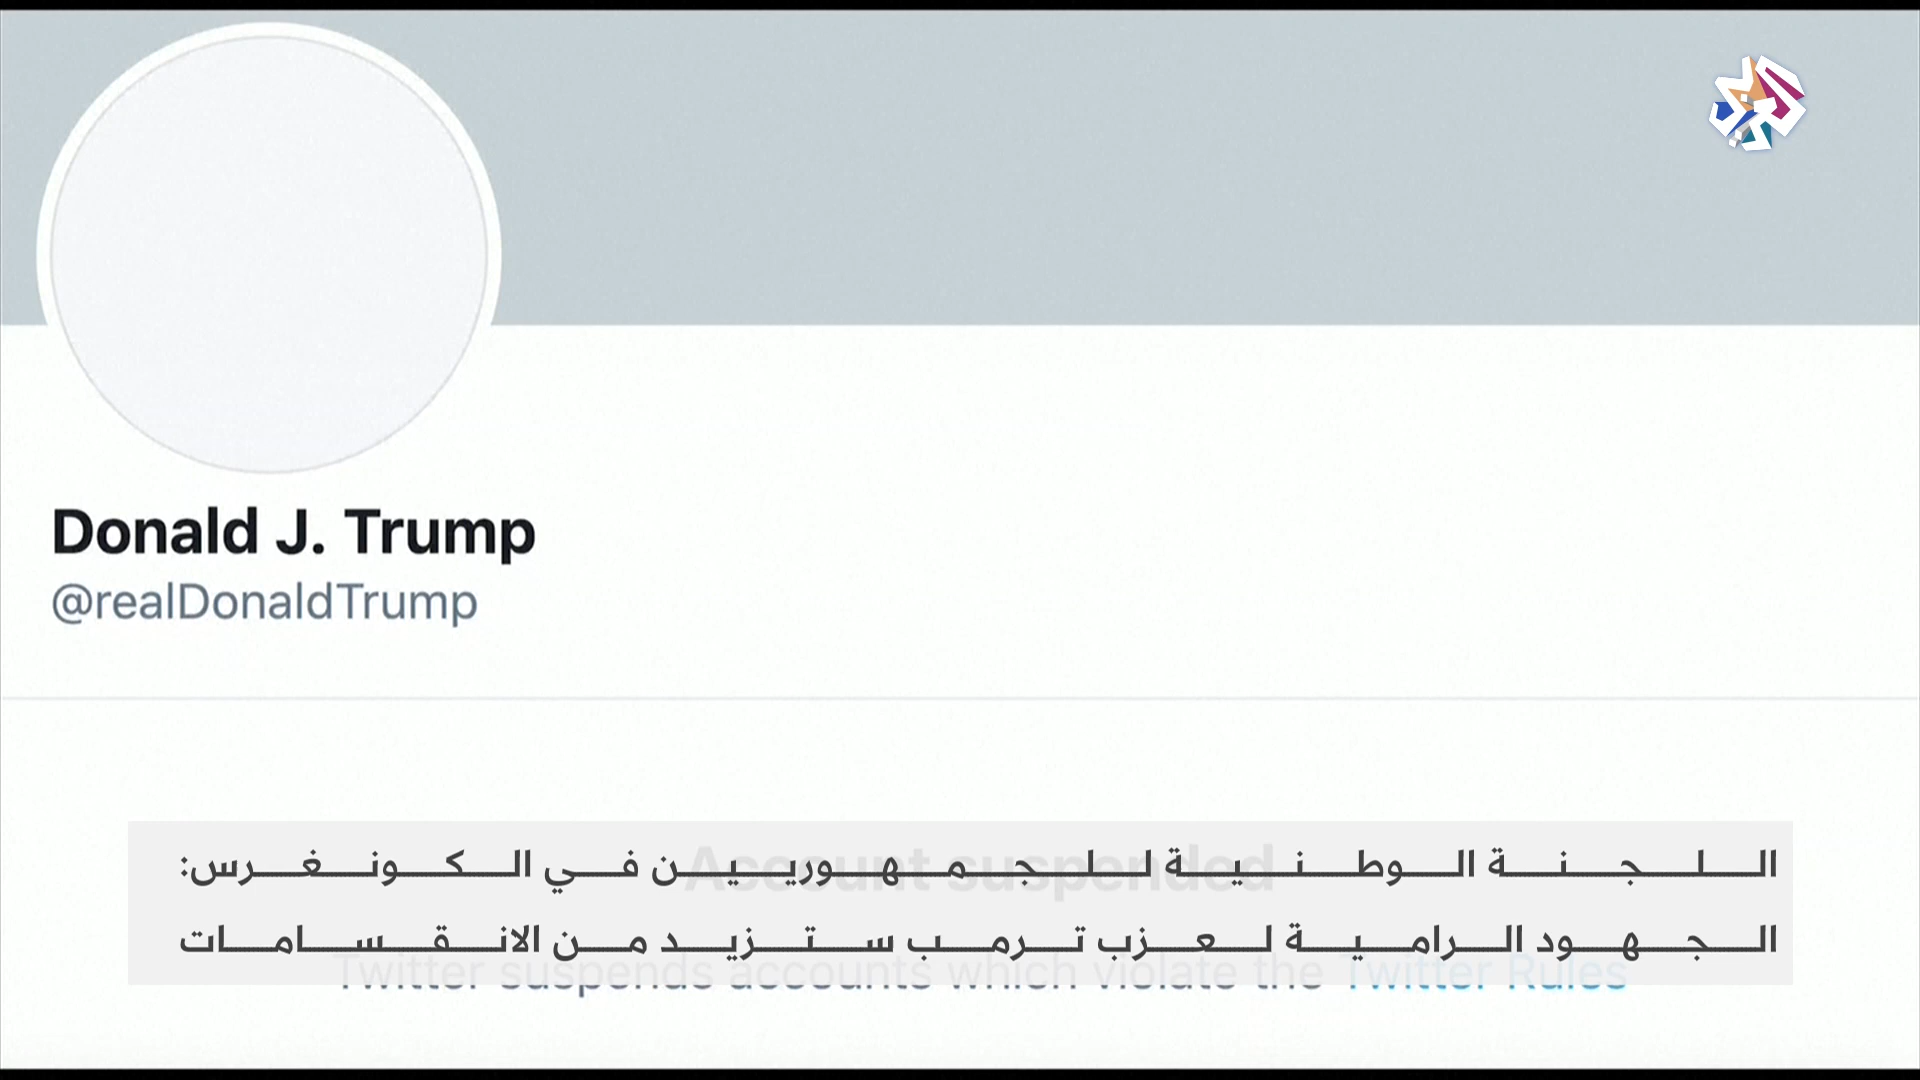 Donald J. Trump
@realDonaldTrump
Account suspended
اللجنة الوطنية للجمهوريين في الكونغرس:
الجهود الرامية لعزب ترمب ستزيد من الانقسامات
Twitter suspends accounts which violate the Twitter Rules